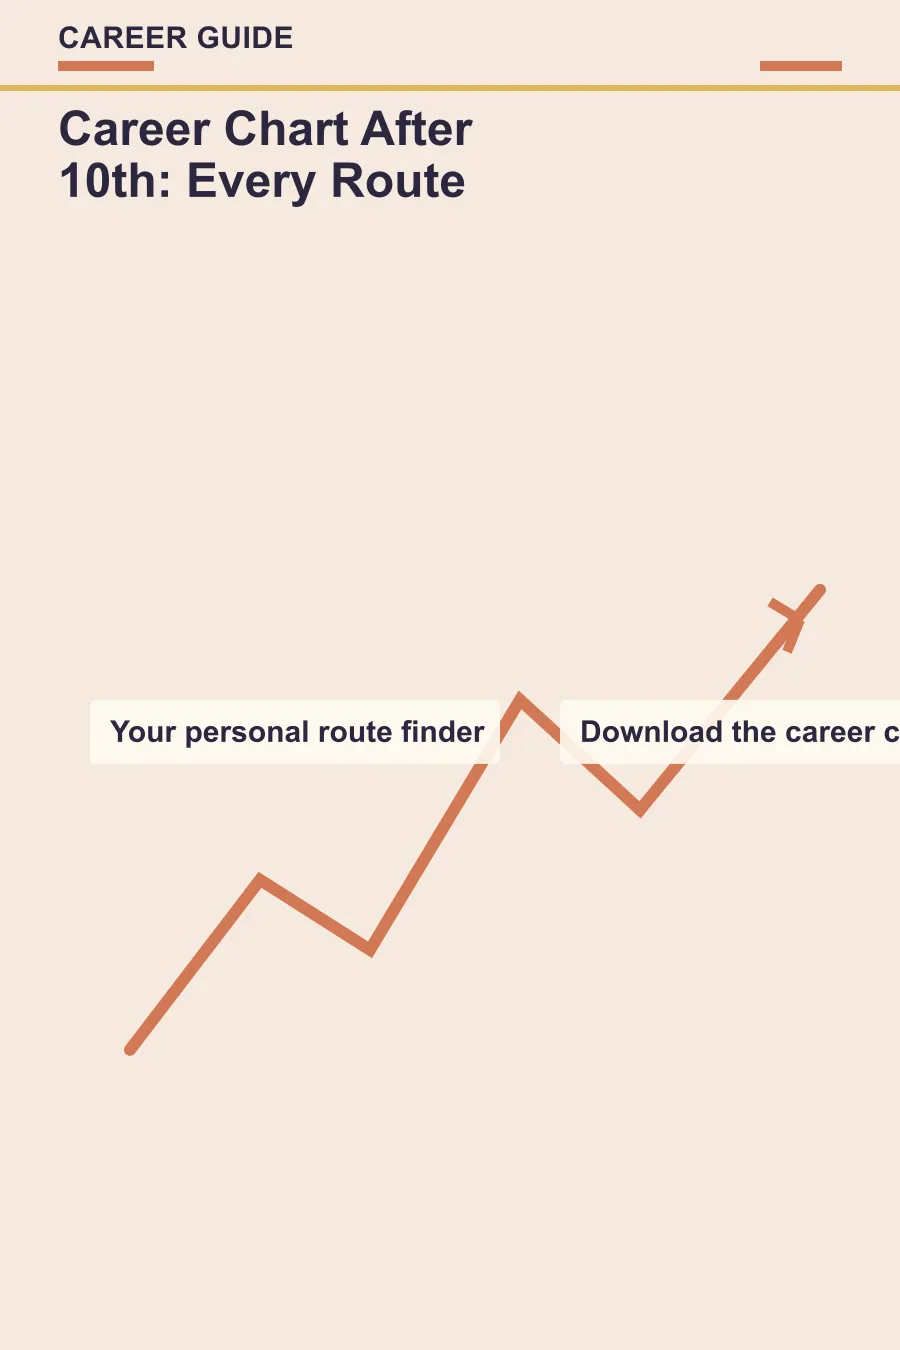 CAREER GUIDE
Career Chart After
10th: Every Route
Your personal route finder
Download the career c